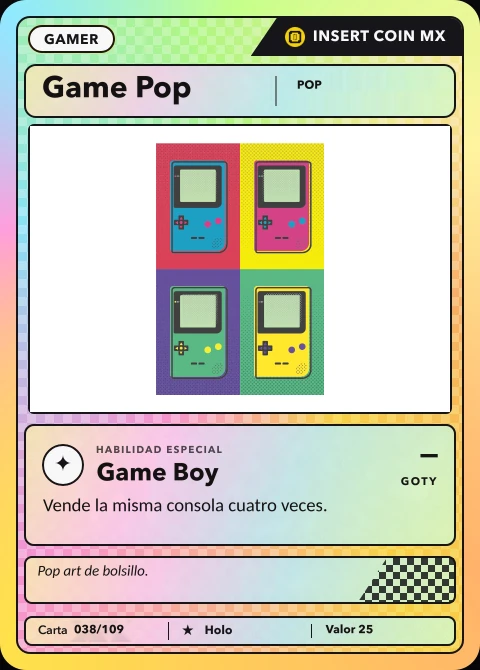 GAMER
INSERT COIN MX
Game Pop
POP
HABILIDAD ESPECIAL
Game Boy
—
GOTY
Vende la misma consola cuatro veces.
Pop art de bolsillo.
Carta 038/109
★ Holo
Valor 25